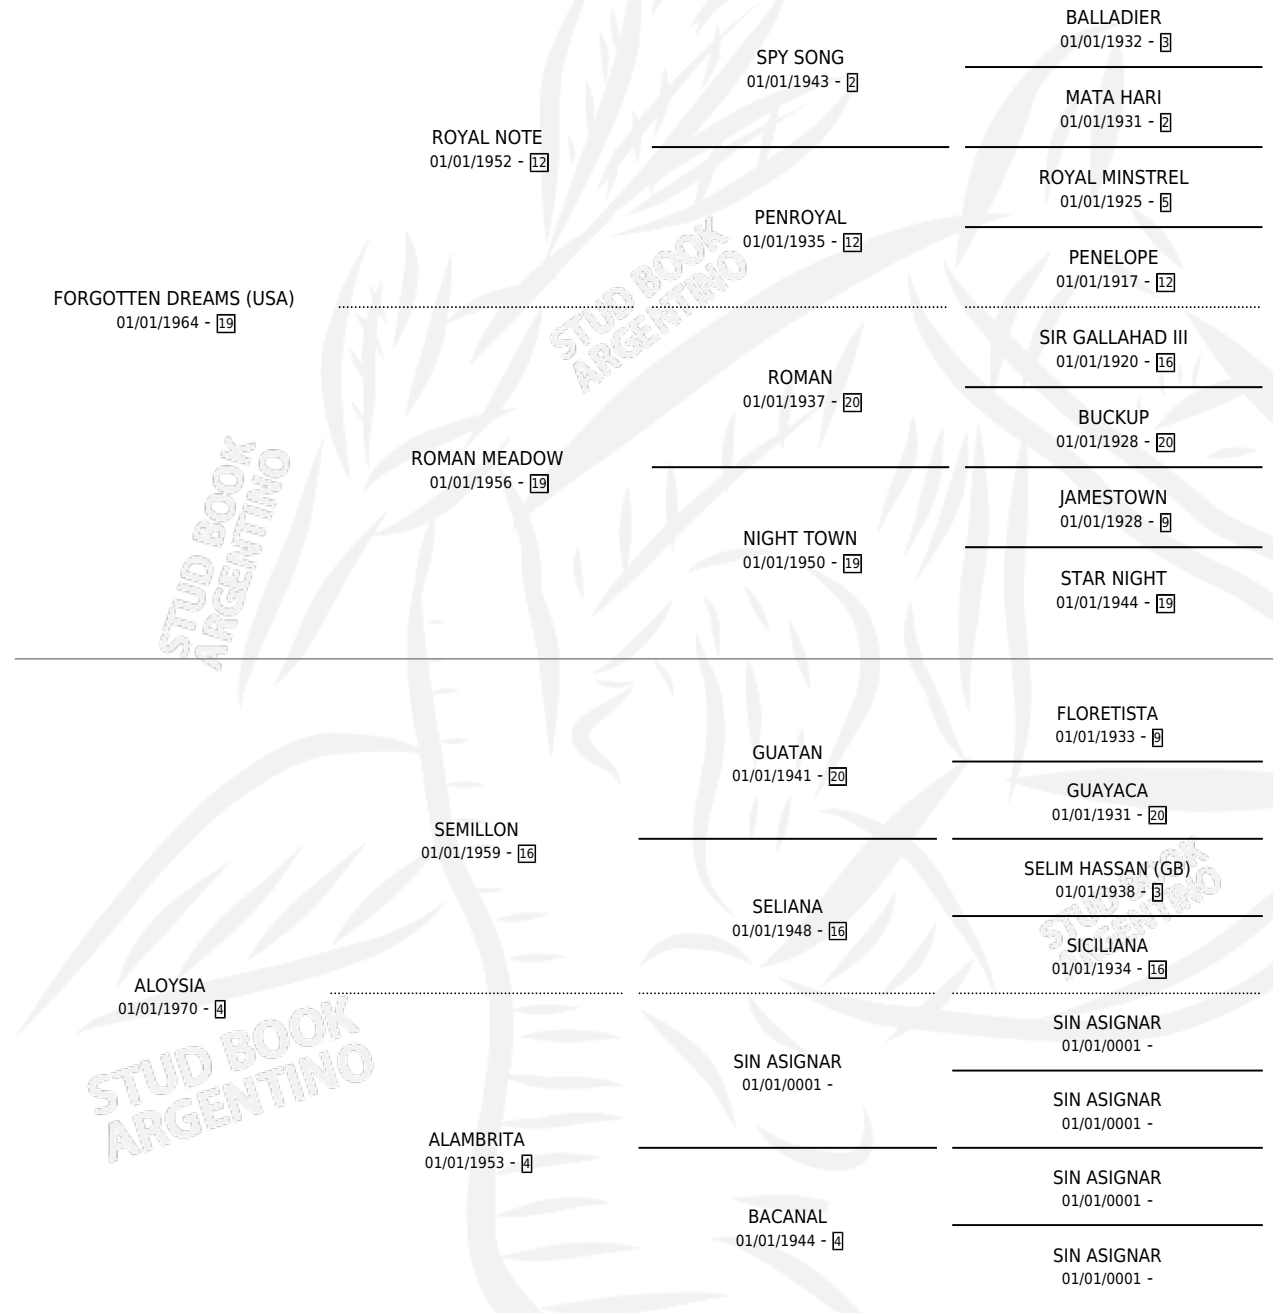 BALLADIER
01/01/1932 - 3
SPY SONG
01/01/1943 - 2
MATA HARI
01/01/1931 - 2
ROYAL NOTE
01/01/1952 - 12
ROYAL MINSTREL
01/01/1925 - 5
PENROYAL
01/01/1935 - 12
PENELOPE
01/01/1917 - 12
FORGOTTEN DREAMS (USA)
01/01/1964 - 19
SIR GALLAHAD III
01/01/1920 - 16
ROMAN
01/01/1937 - 20
BUCKUP
01/01/1928 - 20
ROMAN MEADOW
01/01/1956 - 19
JAMESTOWN
01/01/1928 - 9
NIGHT TOWN
01/01/1950 - 19
STAR NIGHT
01/01/1944 - 19
STUD BOOK
ARGENTINO
STUD BOOK
ARGENTINO
FLORETISTA
01/01/1933 - 9
GUATAN
01/01/1941 - 20
GUAYACA
01/01/1931 - 20
SEMILLON
01/01/1959 - 16
SELIM HASSAN (GB)
01/01/1938 - 3
SELIANA
01/01/1948 - 16
SICILIANA
01/01/1934 - 16
STUD BOOK
ARGENTINO
ALOYSIA
01/01/1970 - 4
SIN ASIGNAR
01/01/0001 -
SIN ASIGNAR
01/01/0001 -
SIN ASIGNAR
01/01/0001 -
ALAMBRITA
01/01/1953 - 4
SIN ASIGNAR
01/01/0001 -
BACANAL
01/01/1944 - 4
SIN ASIGNAR
01/01/0001 -
STUD BOOK
ARGENTINO